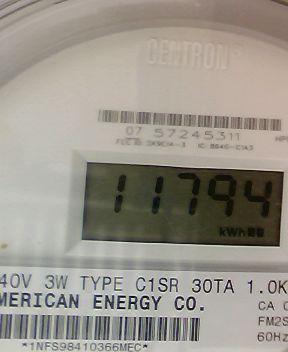 CENTRON®
07 57245311
11794
kWh
40V 3W TYPE C1SR 30TA 1.0K
MERICAN ENERGY CO.
CA
FM2S
60Hz
*1NFS98410366MEC*